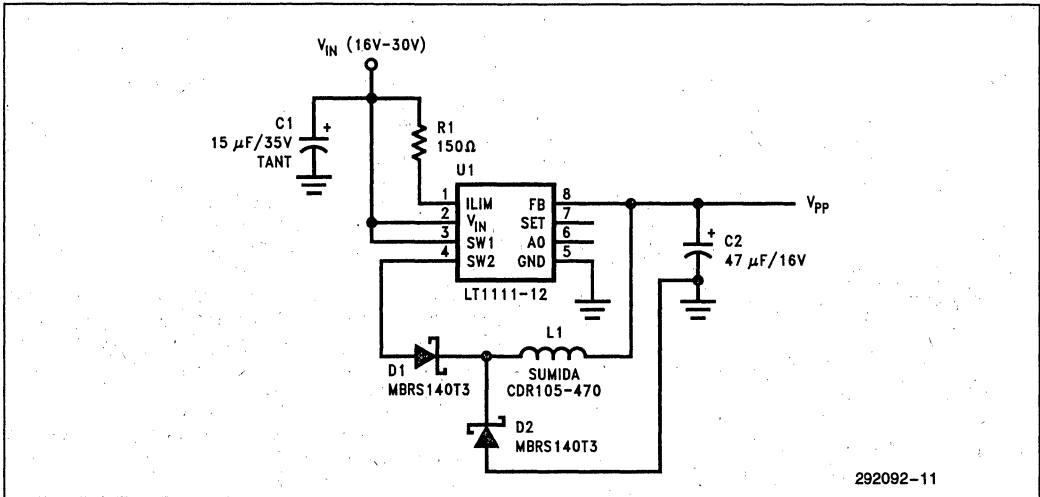 V_IN (16V-30V)
C1
+
15 μF/35V
TANT
R1
150Ω
U1
1 ILIM FB 8
2 V_IN SET 7
3 SW1 AO 6
4 SW2 GND 5
LT1111-12
V_PP
+
C2
47 μF/16V
L1
SUMIDA
CDR105-470
D1
MBRS140T3
D2
MBRS140T3
292092-11